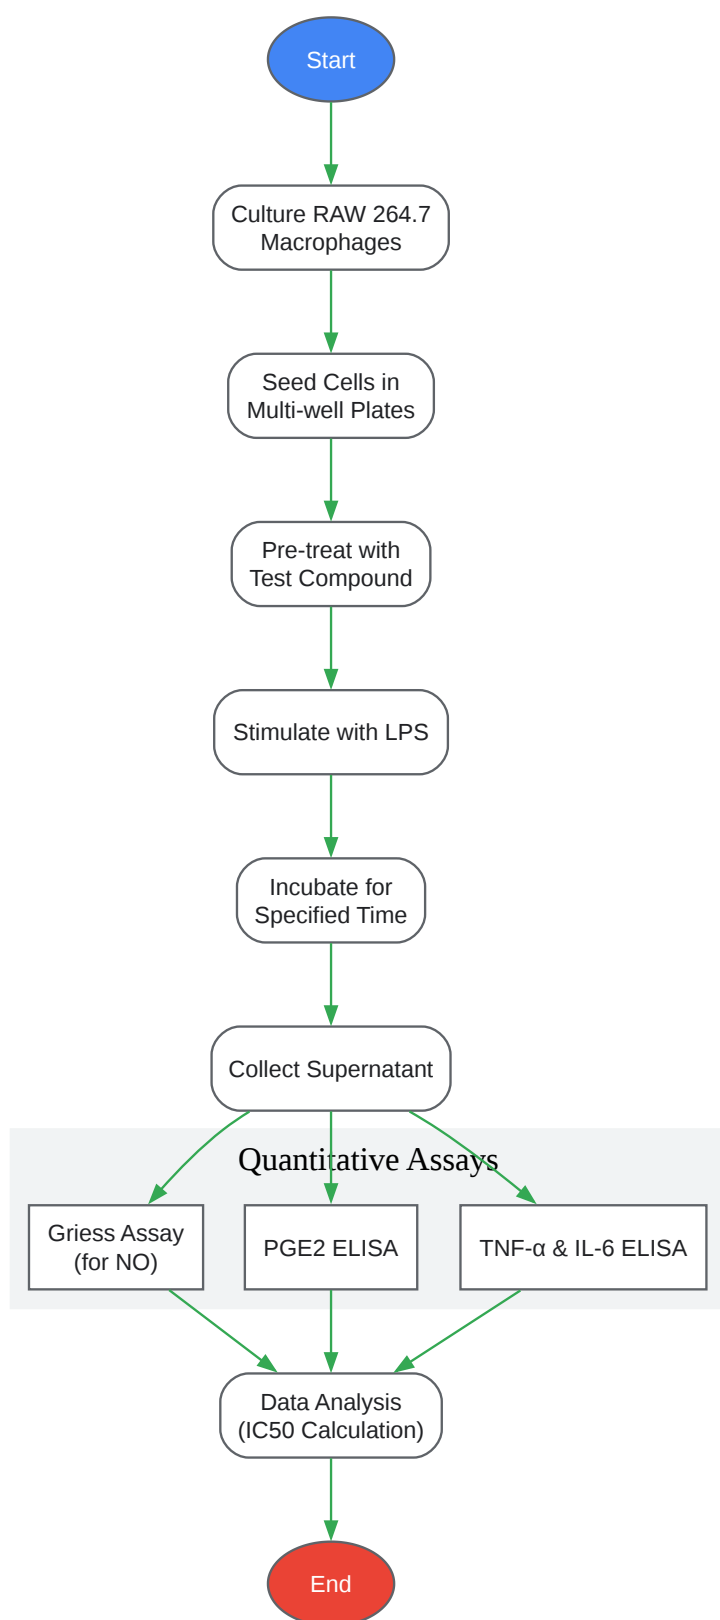 Start
Culture RAW 264.7
Macrophages
Seed Cells in
Multi-well Plates
Pre-treat with
Test Compound
Stimulate with LPS
Incubate for
Specified Time
Collect Supernatant
Quantitative Assays
Griess Assay
(for NO)
PGE2 ELISA
TNF-α & IL-6 ELISA
Data Analysis
(IC50 Calculation)
End